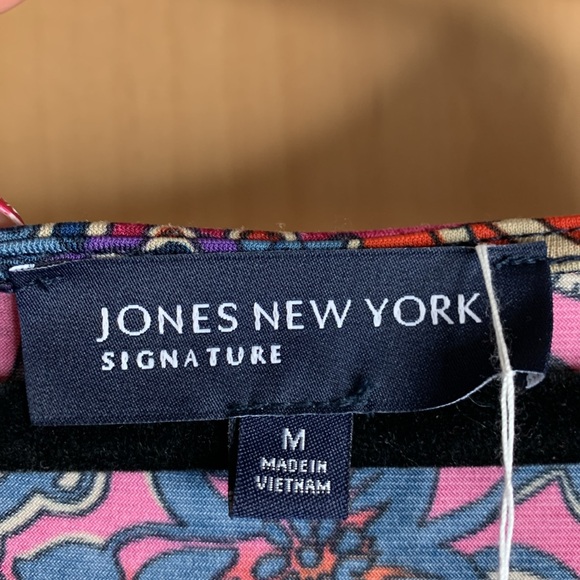 JONES NEW YORK
SIGNATURE
M
MADE IN
VIETNAM